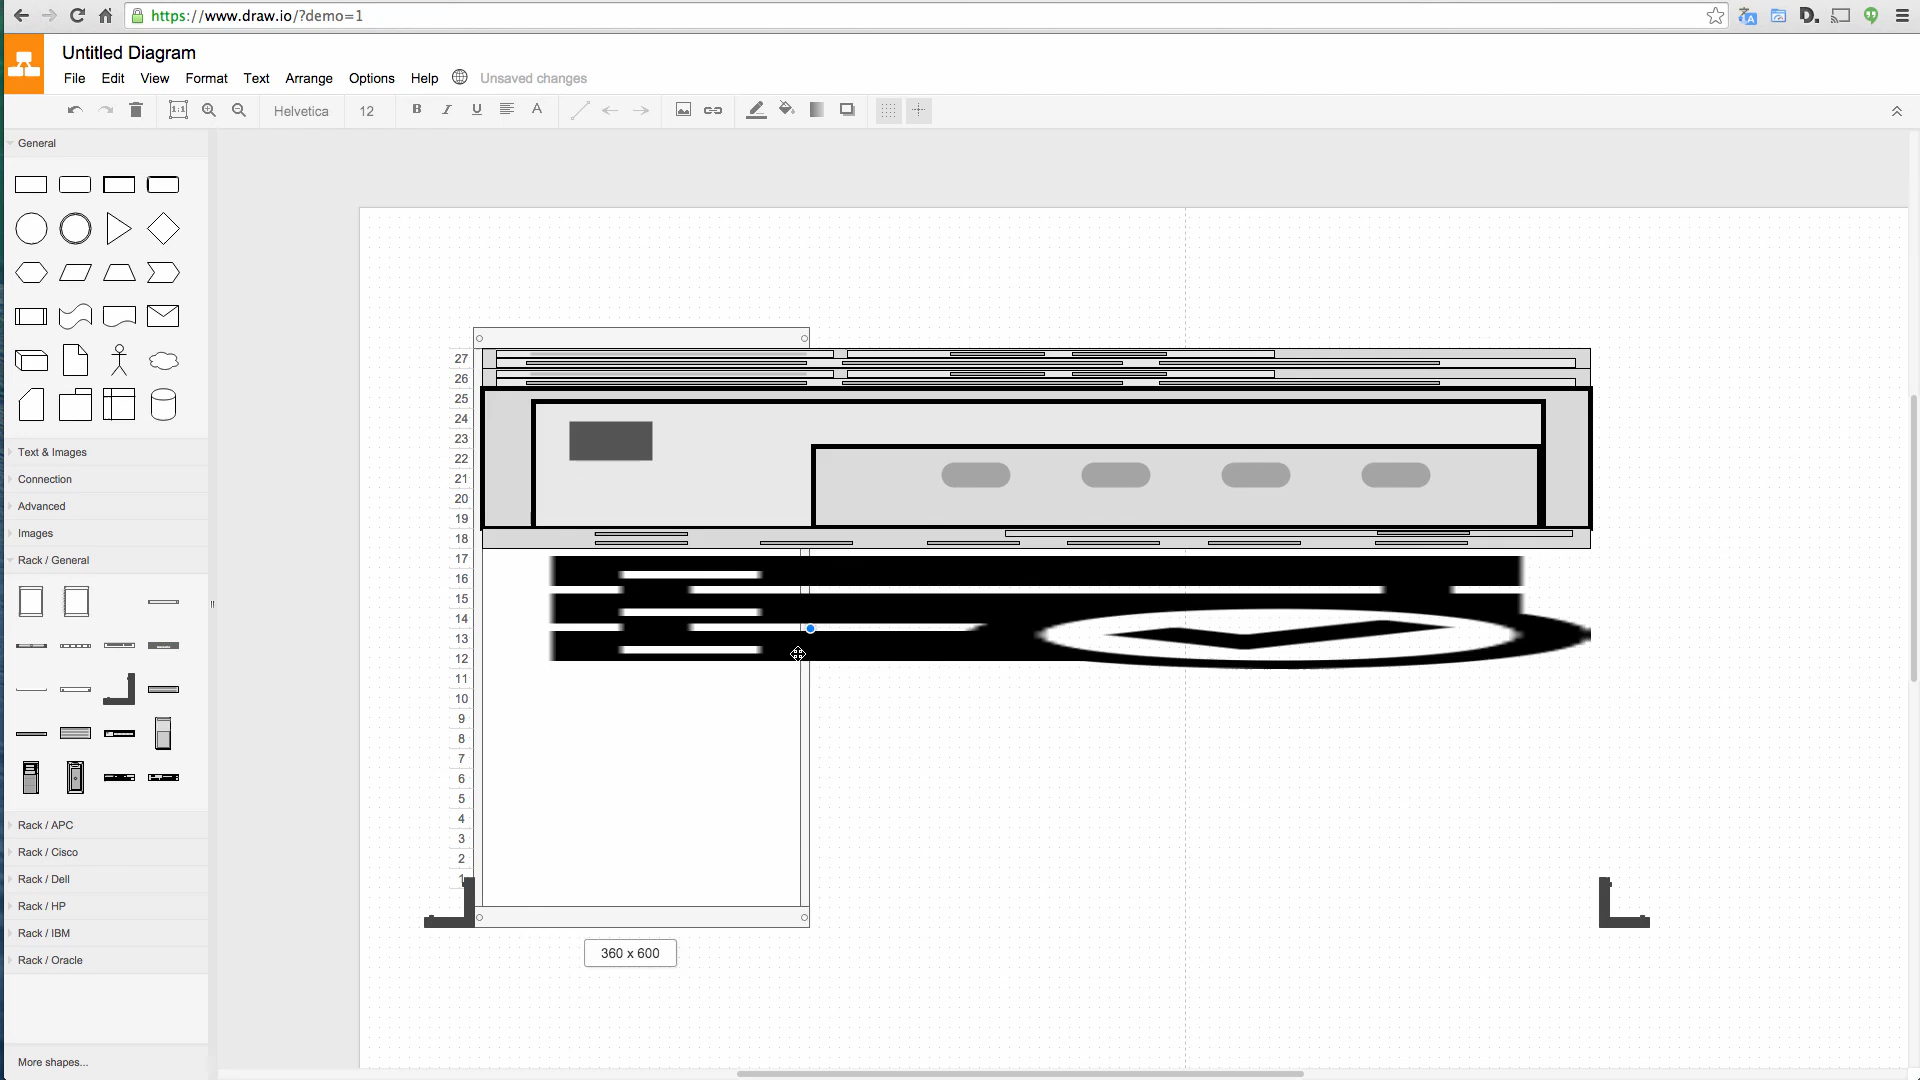 https://www.draw.io/?demo=1
D.
Untitled Diagram
File Edit View Format Text Arrange Options Help Unsaved changes
1:1 Helvetica 12 B I U A
General
Text & Images
Connection
Advanced
Images
Rack / General
Rack / APC
Rack / Cisco
Rack / Dell
Rack / HP
Rack / IBM
Rack / Oracle
More shapes...
27
26
25
24
23
22
21
20
19
18
17
16
15
14
13
12
11
10
9
8
7
6
5
4
3
2
1
360 x 600